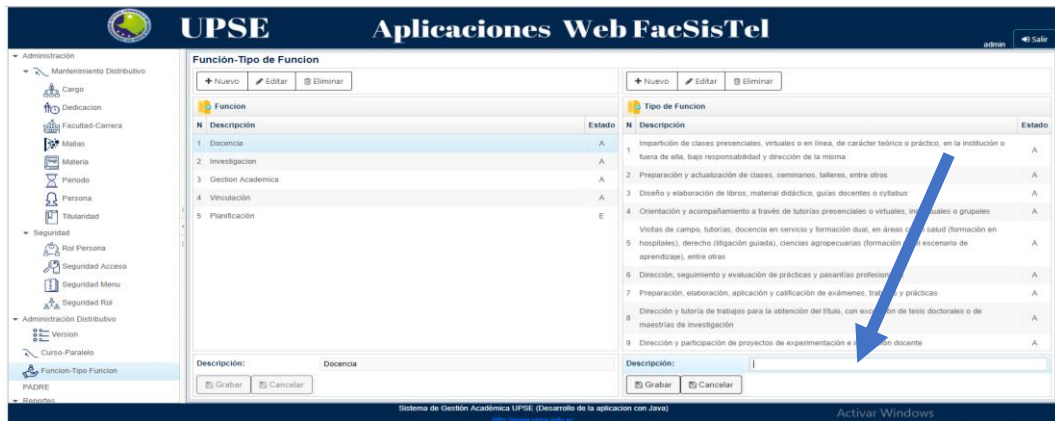 UPSE Aplicaciones Web FacSisTel
admin Salir
Administración
Mantenimiento Distributivo
Cargo
Dedicacion
Facultad-Carrera
Mallas
Materia
Periodo
Persona
Titularidad
Seguridad
Rol Persona
Seguridad Acceso
Seguridad Menu
Seguridad Rol
Administración Distributivo
Version
Curso-Paralelo
Funcion-Tipo Funcion
PADRE
Reportes
Función-Tipo de Funcion
Nuevo Editar Eliminar
Funcion
N Descripción Estado
1 Docencia A
2 Investigacion A
3 Gestion Academica A
4 Vinculación A
5 Planificación E
Descripción: Docencia
Grabar Cancelar
Nuevo Editar Eliminar
Tipo de Funcion
N Descripción Estado
1 Impartición de clases presenciales, virtuales o en línea, de carácter teórico o práctico, en la institución o
fuera de ella, bajo responsabilidad y dirección de la misma A
2 Preparación y actualización de clases, seminarios, talleres, entre otros A
3 Diseño y elaboración de libros, material didáctico, guías docentes o syllabus A
4 Orientación y acompañamiento a través de tutorías presenciales o virtuales, o grupales A
Visitas de campo, tutorías, docencia en servicio y formación dual, en áreas salud (formación en
5 hospitales), derecho (litigación guiada), ciencias agropecuarias (formación escenario de A
aprendizaje), entre otras
6 Dirección, seguimiento y evaluación de prácticas y pasantías A
7 Preparación, elaboración, aplicación y calificación de exámenes, y prácticas A
8 Dirección y tutoría de trabajos para la obtención del título, con de tesis doctorales o de
maestrías de investigación A
9 Dirección y participación de proyectos de experimentación e docente A
Descripción:
Grabar Cancelar
Sistema de Gestión Académica UPSE (Desarrollo de la aplicacion con Java)
Activar Windows